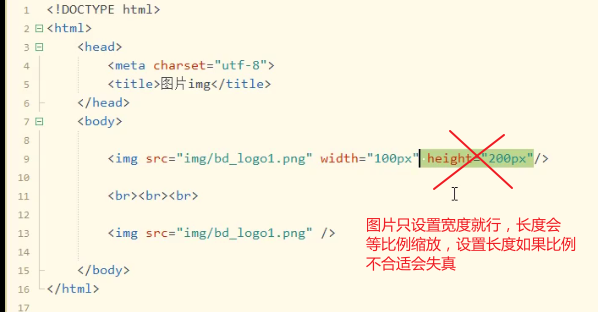 1 <!DOCTYPE html>
2 <html>
3 <head>
4 <meta charset="utf-8">
5 <title>图片img</title>
6 </head>
7 <body>
8
9 <img src="img/bd_logo1.png" width="100px" height="200px"/>
10
11 <br><br><br>
12
13 <img src="img/bd_logo1.png" />
14
15 </body>
16 </html>
17
图片只设置宽度就行，长度会
等比例缩放，设置长度如果比例
不合适会失真